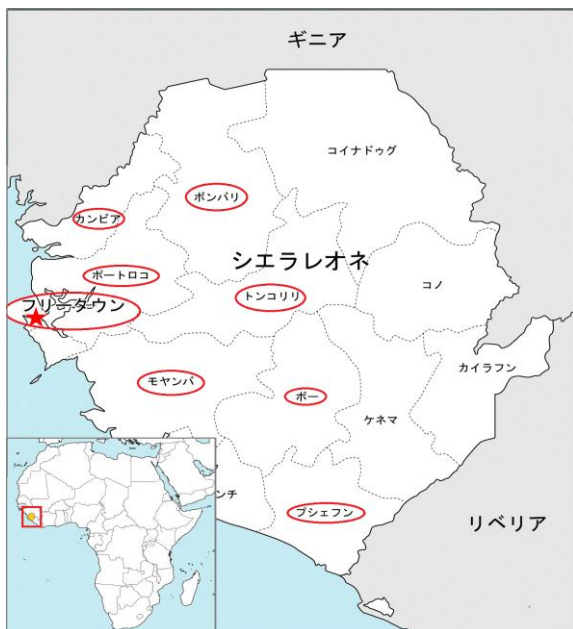 ギニア
コイナドゥグ
ボンバリ
カンビア
シエラレオネ
ポートロコ
コノ
トンコリリ
フリータウン
カイラフン
モヤンバ
ボー
ケネマ
ンチ
プシェフン
リベリア